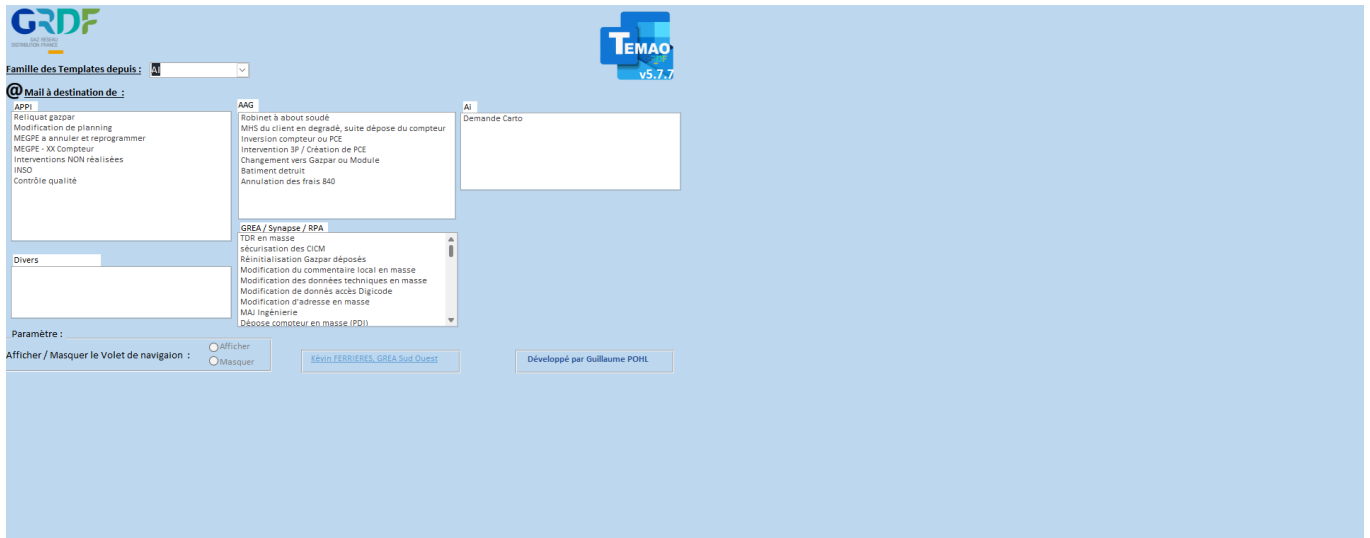 GRDF
GAZ RÉSEAU
DISTRIBUTION FRANCE
TEMAO
v5.7.7
Famille des Templates depuis :
AI
@ Mail à destination de :
APPI
Reliquat gazpar
Modification de planning
MEGPE a annuler et reprogrammer
MEGPE - XX Compteur
Interventions NON réalisées
INSO
Contrôle qualité
AAG
Robinet à about soudé
MHS du client en degradé, suite dépose du compteur
Inversion compteur ou PCE
Intervention 3P / Création de PCE
Changement vers Gazpar ou Module
Batiment detruit
Annulation des frais 840
Ai
Demande Carto
GREA / Synapse / RPA
TDR en masse
sécurisation des CICM
Réinitialisation Gazpar déposés
Modification du commentaire local en masse
Modification des données techniques en masse
Modification de donnés accès Digicode
Modification d'adresse en masse
MAJ Ingénierie
Dépose compteur en masse (PDI)
Divers
Paramètre :
Afficher / Masquer le Volet de navigaion :
Afficher
Masquer
Kévin FERRIERES, GREA Sud Ouest
Développé par Guillaume POHL